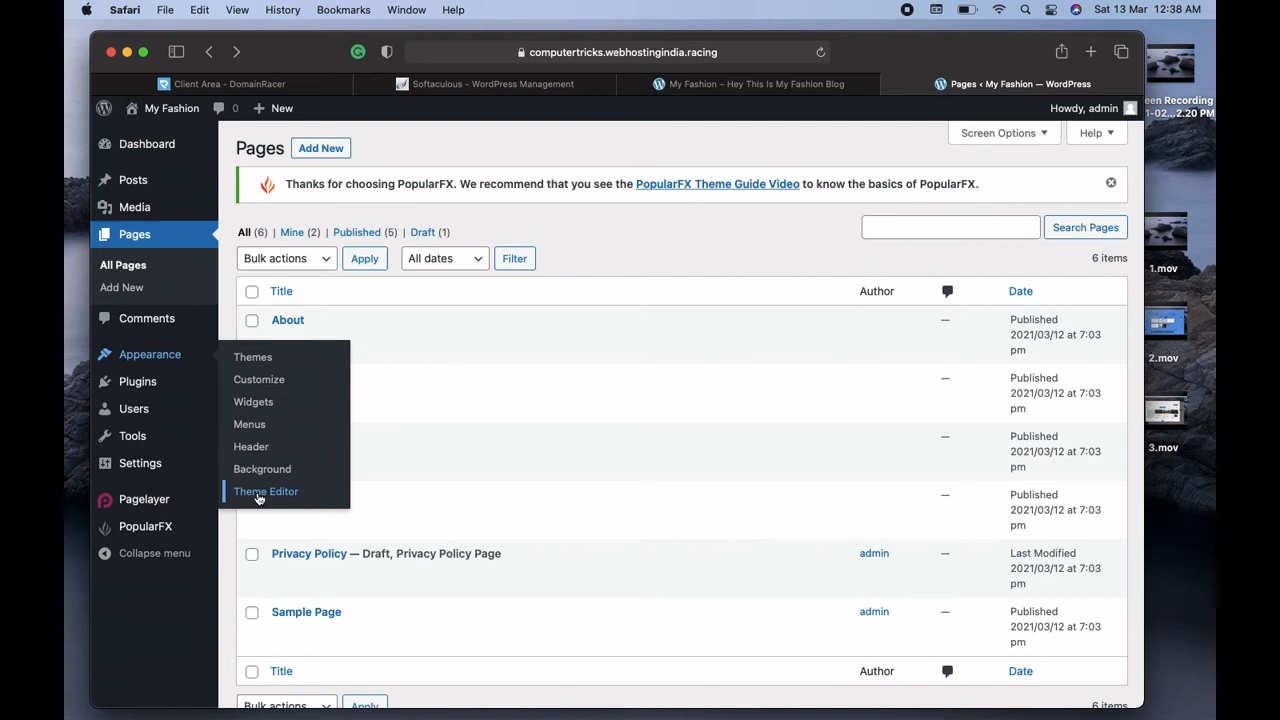 Safari File Edit View History Bookmarks Window Help Sat 13 Mar 12:38 AM
computertricks.webhostingindia.racing
Client Area - DomainRacer
Softaculous - WordPress Management
My Fashion – Hey This Is My Fashion Blog
Pages ‹ My Fashion — WordPress
My Fashion 0 New Howdy, admin
Dashboard
Posts
Media
Pages
All Pages
Add New
Comments
Appearance
Plugins
Users
Tools
Settings
Pagelayer
PopularFX
Collapse menu
Themes
Customize
Widgets
Menus
Header
Background
Theme Editor
Screen Options Help
Pages Add New
Thanks for choosing PopularFX. We recommend that you see the PopularFX Theme Guide Video to know the basics of PopularFX.
All (6) | Mine (2) | Published (5) | Draft (1)
Search Pages
Bulk actions Apply All dates Filter 6 items
Title Author Date
About — Published
2021/03/12 at 7:03
pm
— Published
2021/03/12 at 7:03
pm
— Published
2021/03/12 at 7:03
pm
— Published
2021/03/12 at 7:03
pm
Privacy Policy — Draft, Privacy Policy Page admin — Last Modified
2021/03/12 at 7:03
pm
Sample Page admin — Published
2021/03/12 at 7:03
pm
Title Author Date
Bulk actions Apply 6 items
een Recording
1-02...2.20 PM
1.mov
2.mov
3.mov